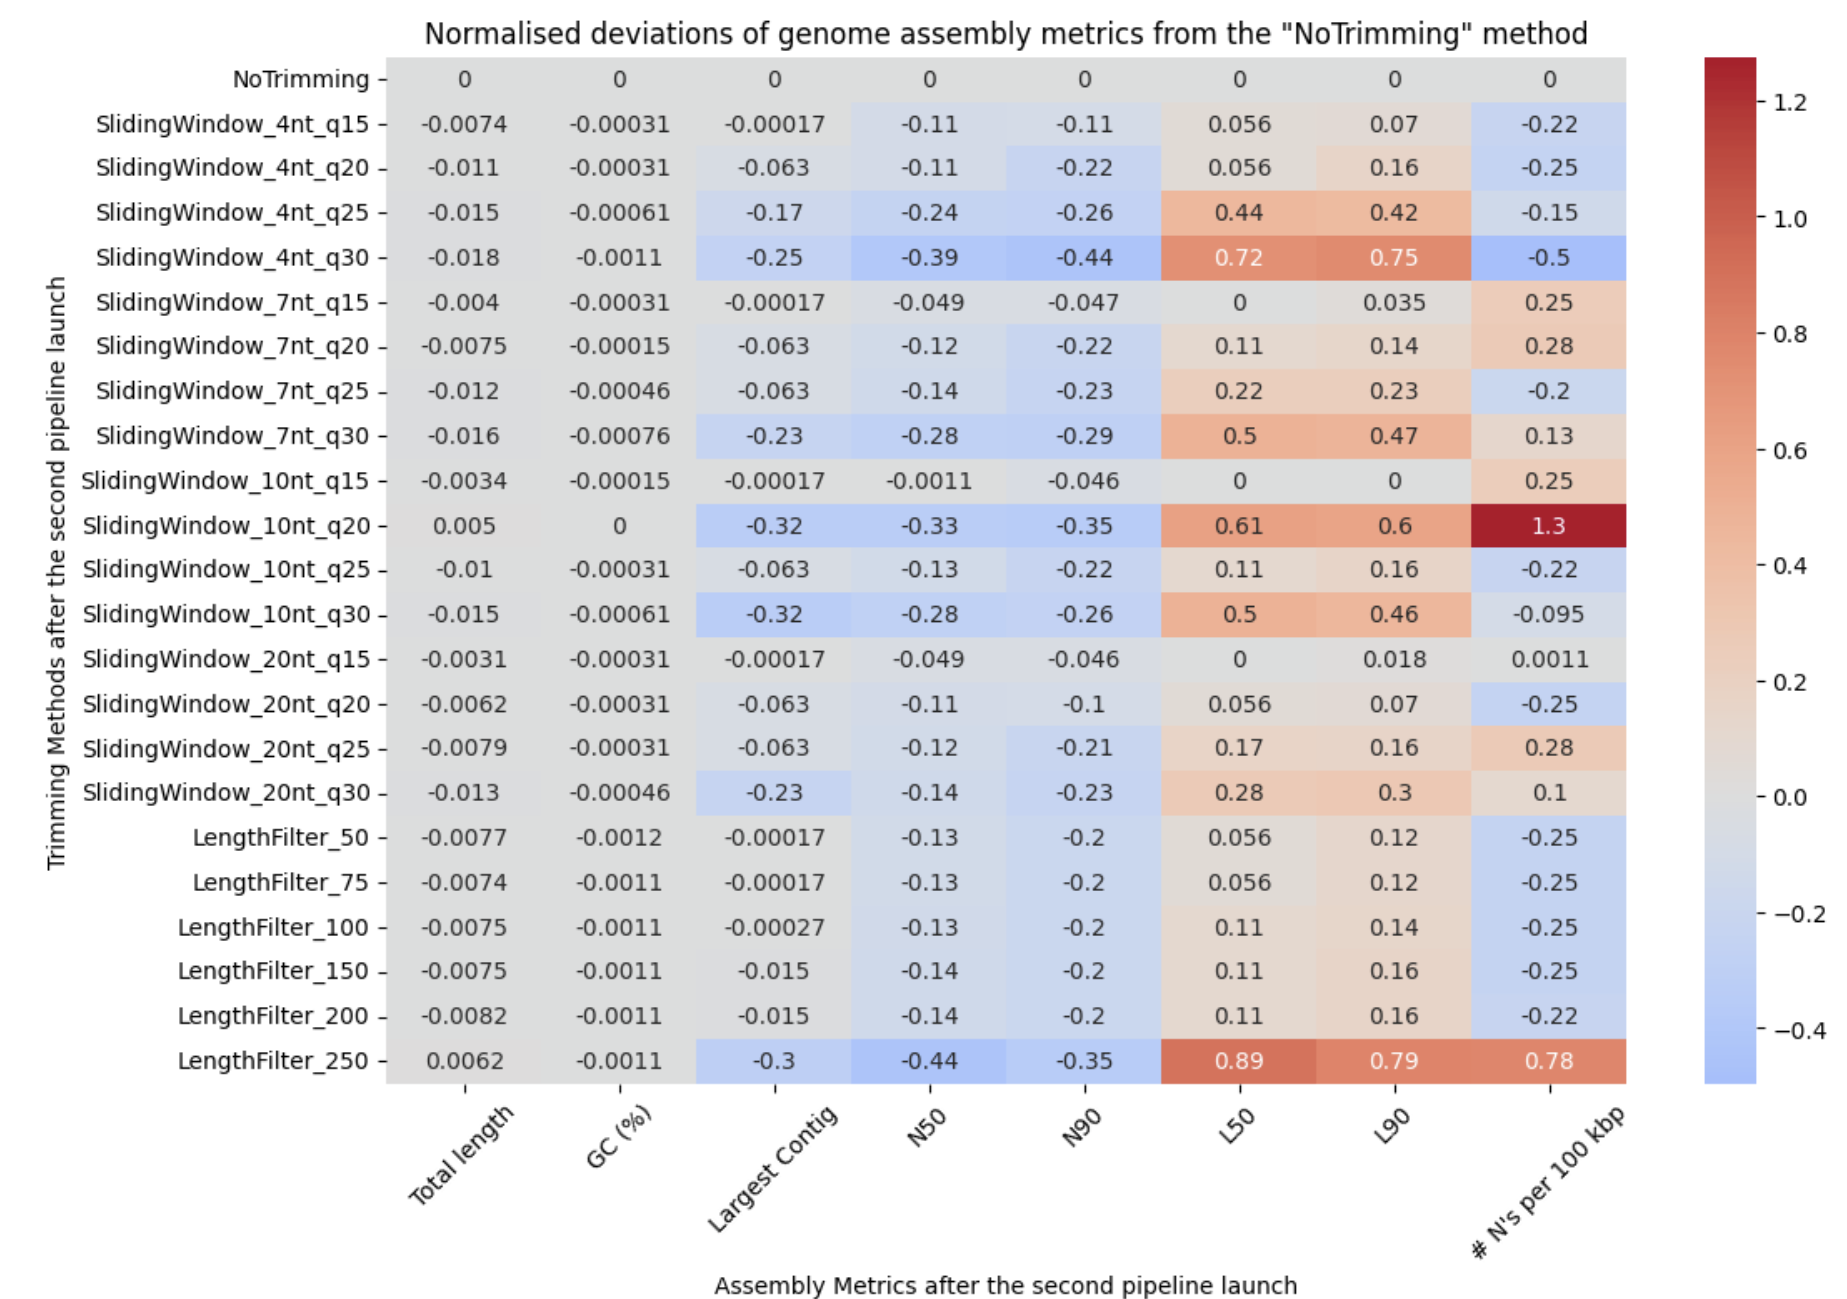 Normalised deviations of genome assembly metrics from the "NoTrimming" method
Trimming Methods after the second pipeline launch
NoTrimming 0 0 0 0 0 0 0 0
SlidingWindow_4nt_q15 -0.0074 -0.00031 -0.00017 -0.11 -0.11 0.056 0.07 -0.22
SlidingWindow_4nt_q20 -0.011 -0.00031 -0.063 -0.11 -0.22 0.056 0.16 -0.25
SlidingWindow_4nt_q25 -0.015 -0.00061 -0.17 -0.24 -0.26 0.44 0.42 -0.15
SlidingWindow_4nt_q30 -0.018 -0.0011 -0.25 -0.39 -0.44 0.72 0.75 -0.5
SlidingWindow_7nt_q15 -0.004 -0.00031 -0.00017 -0.049 -0.047 0 0.035 0.25
SlidingWindow_7nt_q20 -0.0075 -0.00015 -0.063 -0.12 -0.22 0.11 0.14 0.28
SlidingWindow_7nt_q25 -0.012 -0.00046 -0.063 -0.14 -0.23 0.22 0.23 -0.2
SlidingWindow_7nt_q30 -0.016 -0.00076 -0.23 -0.28 -0.29 0.5 0.47 0.13
SlidingWindow_10nt_q15 -0.0034 -0.00015 -0.00017 -0.0011 -0.046 0 0 0.25
SlidingWindow_10nt_q20 0.005 0 -0.32 -0.33 -0.35 0.61 0.6 1.3
SlidingWindow_10nt_q25 -0.01 -0.00031 -0.063 -0.13 -0.22 0.11 0.16 -0.22
SlidingWindow_10nt_q30 -0.015 -0.00061 -0.32 -0.28 -0.26 0.5 0.46 -0.095
SlidingWindow_20nt_q15 -0.0031 -0.00031 -0.00017 -0.049 -0.046 0 0.018 0.0011
SlidingWindow_20nt_q20 -0.0062 -0.00031 -0.063 -0.11 -0.1 0.056 0.07 -0.25
SlidingWindow_20nt_q25 -0.0079 -0.00031 -0.063 -0.12 -0.21 0.17 0.16 0.28
SlidingWindow_20nt_q30 -0.013 -0.00046 -0.23 -0.14 -0.23 0.28 0.3 0.1
LengthFilter_50 -0.0077 -0.0012 -0.00017 -0.13 -0.2 0.056 0.12 -0.25
LengthFilter_75 -0.0074 -0.0011 -0.00017 -0.13 -0.2 0.056 0.12 -0.25
LengthFilter_100 -0.0075 -0.0011 -0.00027 -0.13 -0.2 0.11 0.14 -0.25
LengthFilter_150 -0.0075 -0.0011 -0.015 -0.14 -0.2 0.11 0.16 -0.25
LengthFilter_200 -0.0082 -0.0011 -0.015 -0.14 -0.2 0.11 0.16 -0.22
LengthFilter_250 0.0062 -0.0011 -0.3 -0.44 -0.35 0.89 0.79 0.78
Total length
GC (%)
Largest Contig
N50
N90
L50
L90
# N's per 100 kbp
Assembly Metrics after the second pipeline launch
1.2
1.0
0.8
0.6
0.4
0.2
0.0
−0.2
−0.4